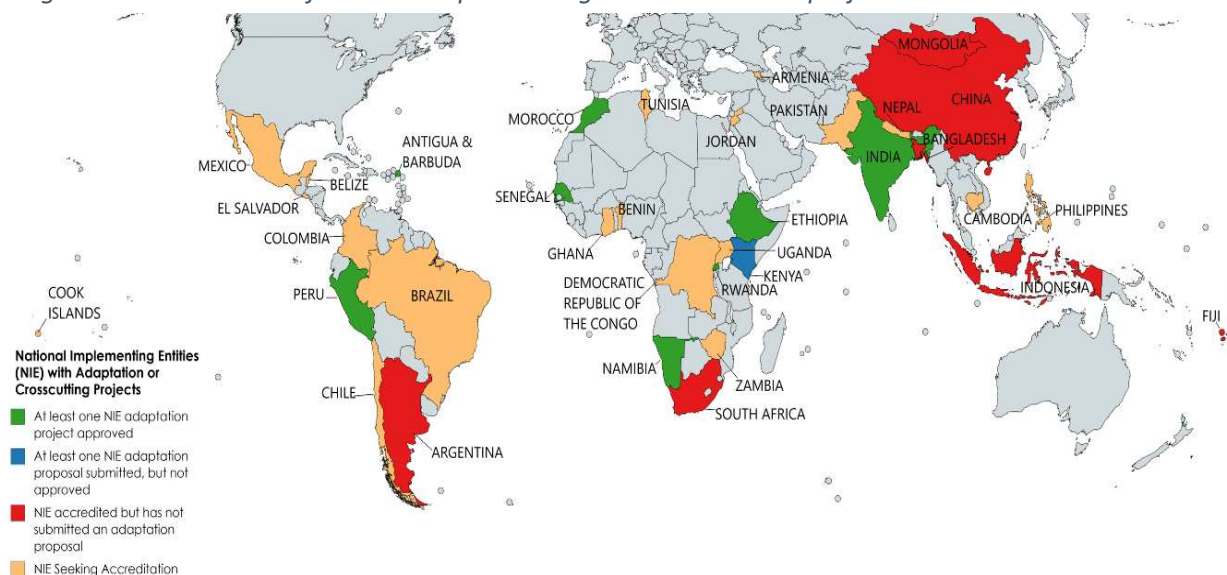 MONGOLIA
ARMENIA
CHINA
TUNISIA
PAKISTAN
NEPAL
MOROCCO
ANTIGUA &
BARBUDA
JORDAN
BANGLADESH
INDIA
MEXICO
BELIZE
SENEGAL
EL SALVADOR
BENIN
ETHIOPIA
CAMBODIA
PHILIPPINES
COLOMBIA
GHANA
UGANDA
KENYA
DEMOCRATIC
REPUBLIC OF
THE CONGO
RWANDA
INDONESIA
PERU
BRAZIL
COOK
ISLANDS
FIJI
National Implementing Entities
(NIE) with Adaptation or
Crosscutting Projects
NAMIBIA
ZAMBIA
CHILE
SOUTH AFRICA
At least one NIE adaptation
project approved
ARGENTINA
At least one NIE adaptation
proposal submitted, but not
approved
NIE accredited but has not
submitted an adaptation
proposal
NIE Seeking Accreditation